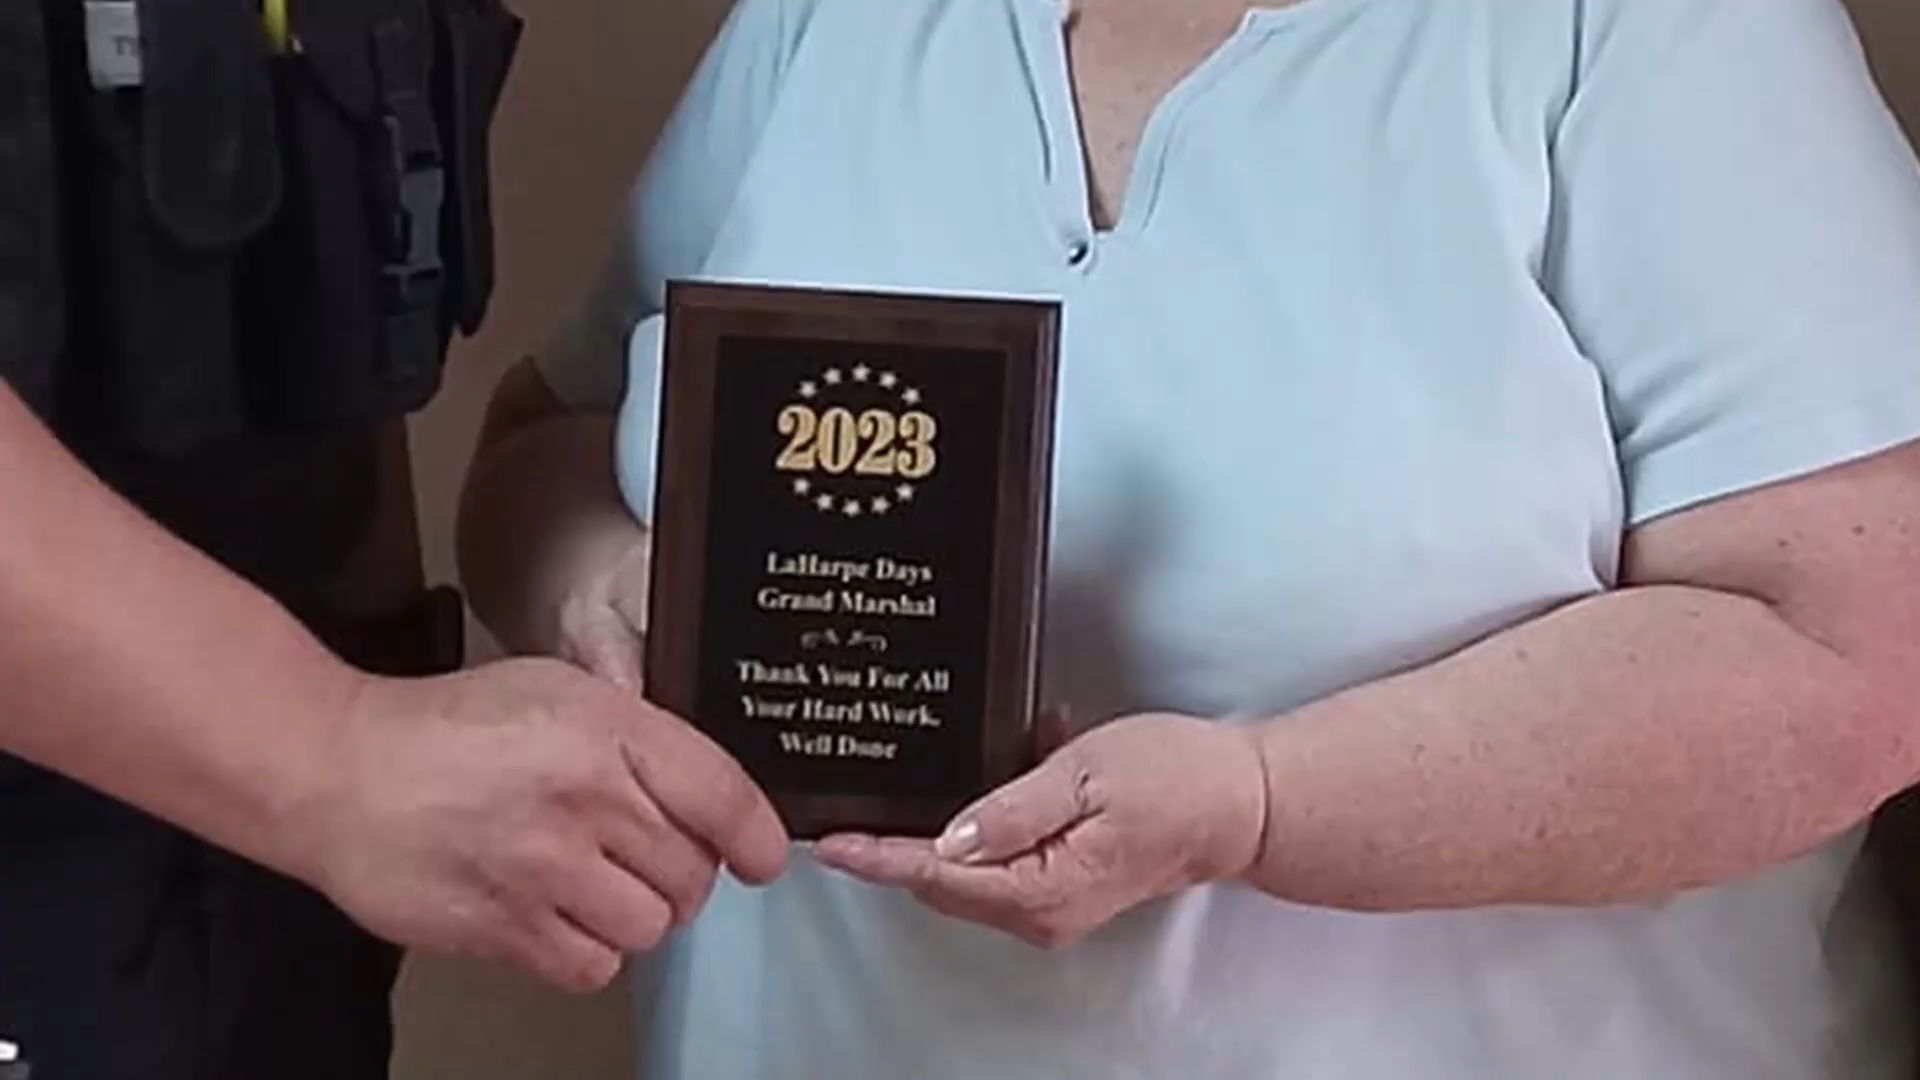 2023
LaHarpe Days
Grand Marshal
Thank You For All
Your Hard Work.
Well Done